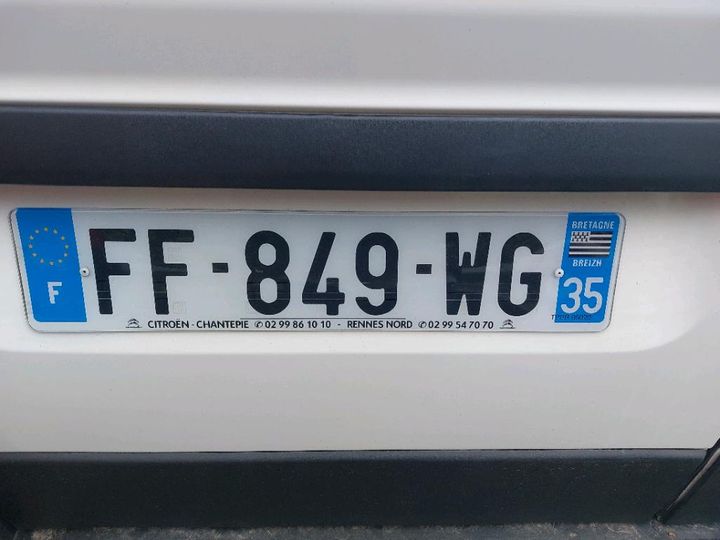 F
FF-849-WG
BRETAGNE
BREIZH
35
CITROËN - CHANTEPIE ✆ 02 99 86 10 10 - RENNES NORD ✆ 02 99 54 70 70